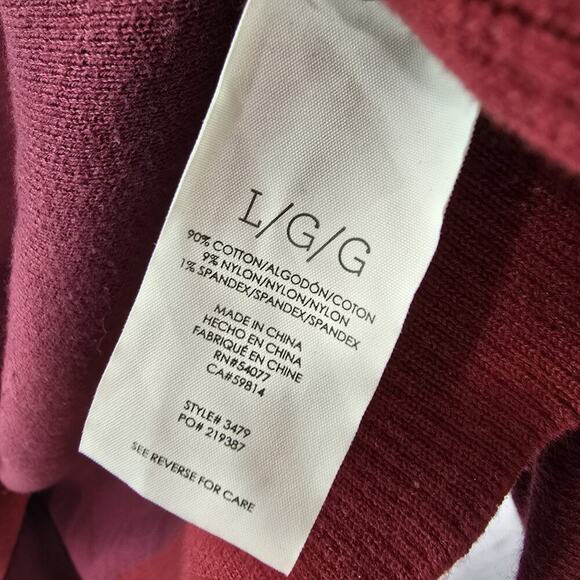 L/G/G
90% COTTON/ALGODÓN/COTON
9% NYLON/NYLON/NYLON
1% SPANDEX/SPANDEX/SPANDEX
MADE IN CHINA
HECHO EN CHINA
FABRIQUÉ EN CHINE
RN#54077
CA#59814
STYLE# 3479
PO# 219387
SEE REVERSE FOR CARE